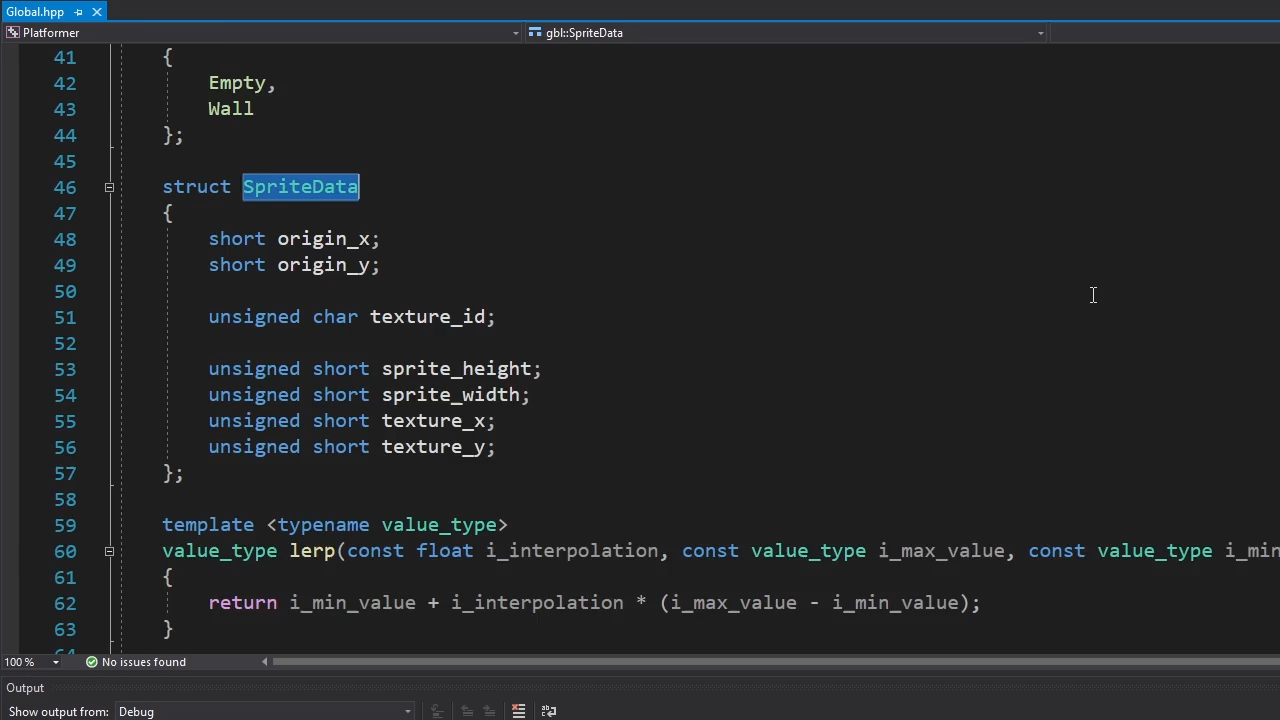 Global.hpp
Platformer
gbl::SpriteData
41 {
42 Empty,
43 Wall
44 };
45
46 struct SpriteData
47 {
48 short origin_x;
49 short origin_y;
50
51 unsigned char texture_id;
52
53 unsigned short sprite_height;
54 unsigned short sprite_width;
55 unsigned short texture_x;
56 unsigned short texture_y;
57 };
58
59 template <typename value_type>
60 value_type lerp(const float i_interpolation, const value_type i_max_value, const value_type i_min
61 {
62 return i_min_value + i_interpolation * (i_max_value - i_min_value);
63 }
100 %
No issues found
Output
Show output from: Debug